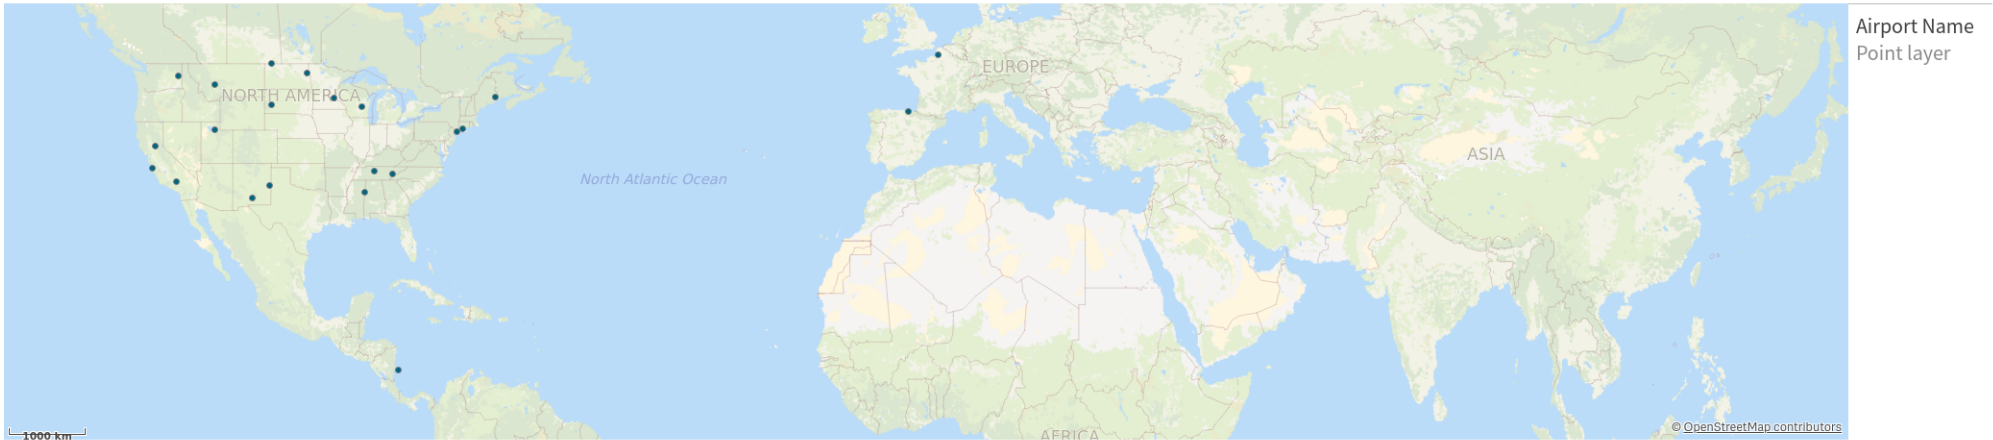 Airport Name
Point layer
NORTH AMERICA
EUROPE
ASIA
North Atlantic Ocean
AFRICA
1000 km
© OpenStreetMap contributors